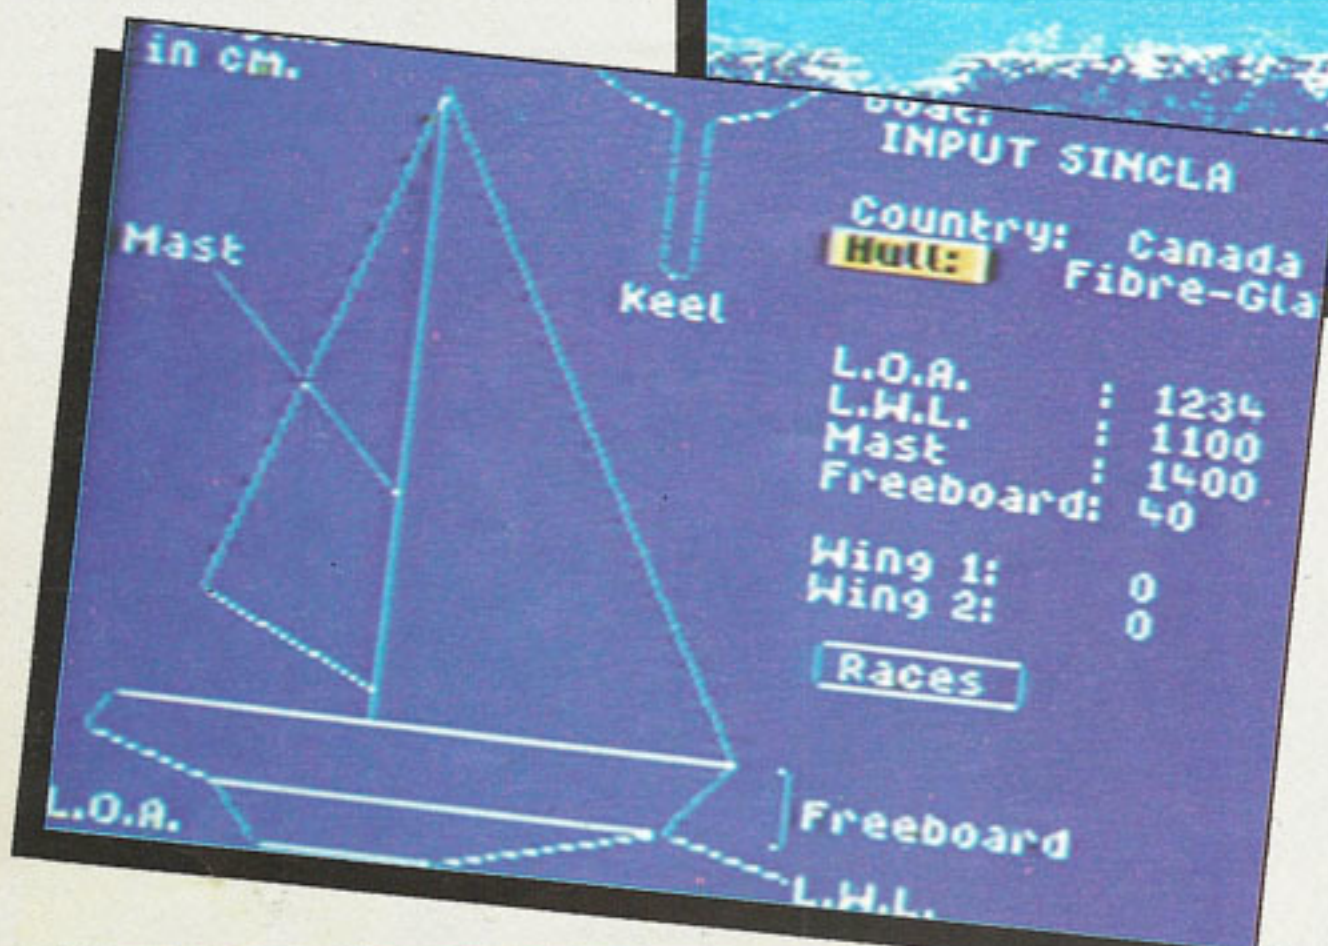 in cm.
Mast
Keel
L.O.A.
Boat:
INPUT SINCLA
Country: Canada
Hull: Fibre-Gla
L.O.A. : 1234
L.W.L. : 1100
Mast : 1400
Freeboard: 40
Wing 1: 0
Wing 2: 0
Races
Freeboard
L.W.L.